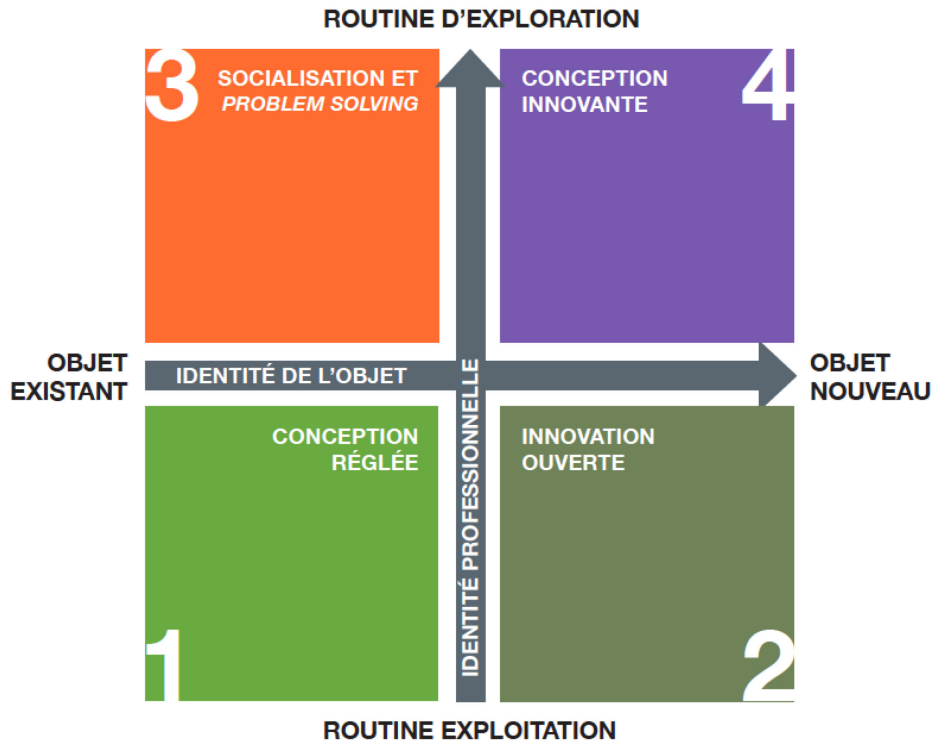 ROUTINE D'EXPLORATION
3
SOCIALISATION ET
PROBLEM SOLVING
CONCEPTION
INNOVANTE
4
OBJET
EXISTANT
IDENTITÉ DE L'OBJET
IDENTITÉ PROFESSIONNELLE
OBJET
NOUVEAU
CONCEPTION
RÉGLÉE
1
INNOVATION
OUVERTE
2
ROUTINE EXPLOITATION